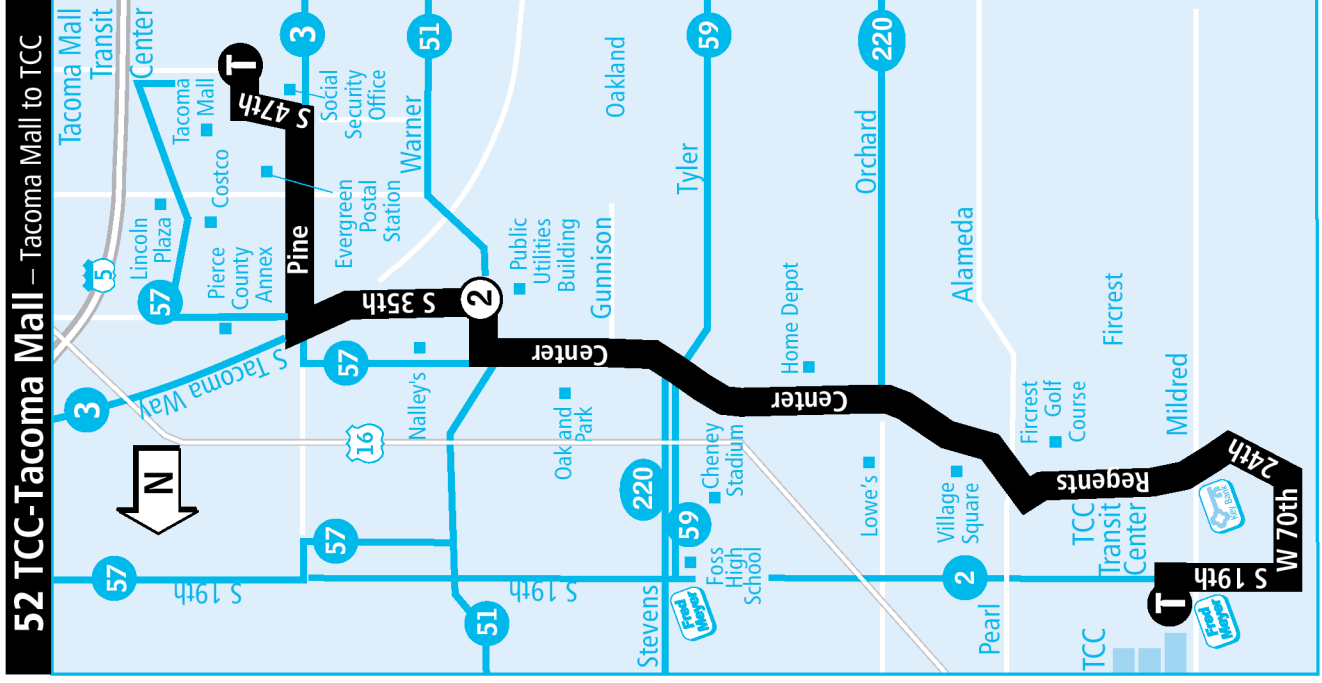 52 TCC-Tacoma Mall – Tacoma Mall to TCC
Tacoma Mall
Transit
Center
T
S 47th
Tacoma
Mall
Social
Security
Office
3
51
Oakland
59
220
Costco
Evergreen
Postal
Station
Warner
Tyler
Orchard
Lincoln
Plaza
5
57
Pierce
County
Annex
Pine
Public
Utilities
Building
Gunnison
Alameda
Fircrest
S 35th
2
Home Depot
3
S Tacoma Way
57
Nalley's
Center
Center
Oakland
Park
Mildred
Fircrest
Golf
Course
16
N
220
59
Cheney
Stadium
Lowe's
Village
Square
Regents
24th
Key Bank
TCC
Transit
Center
W 70th
57
57
S 19th
S 19th
Foss
High
School
2
S 19th
T
51
Stevens
Fred
Meyer
Pearl
TCC
Fred
Meyer